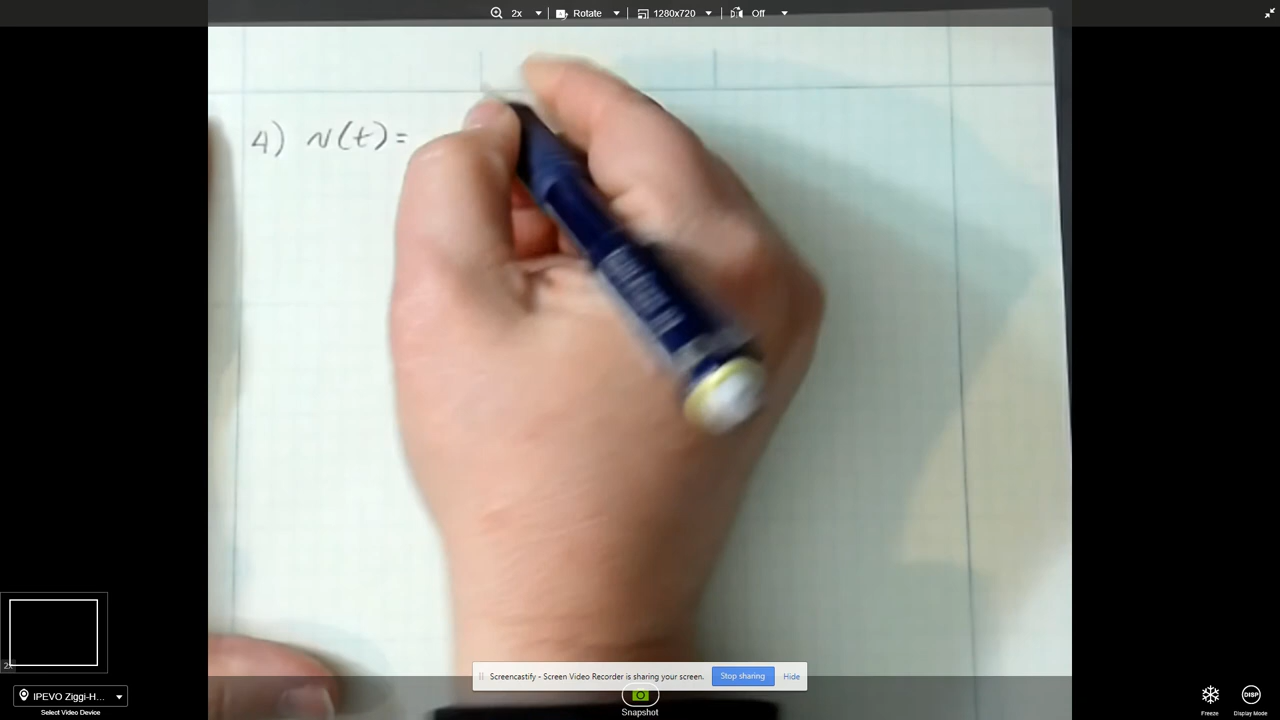 2x Rotate 1280x720 Off
4) N(t)=
2x
Screencastify - Screen Video Recorder is sharing your screen. Stop sharing Hide
IPEVO Ziggi-H...
Select Video Device
Snapshot
Freeze
DISP
Display Mode